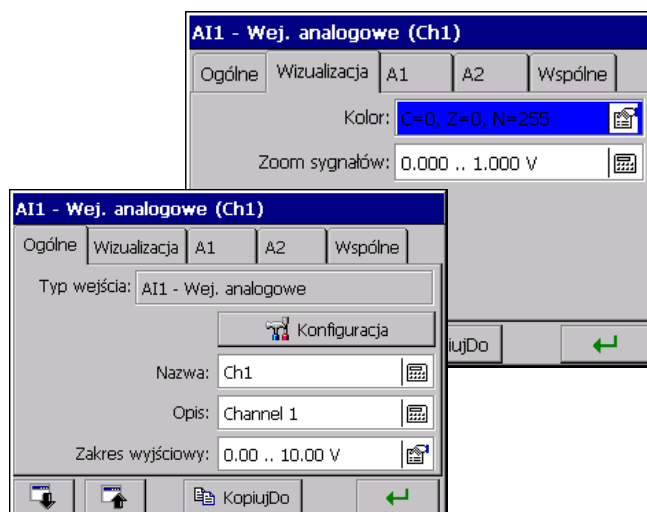 AI1 - Wej. analogowe (Ch1)
Ogólne Wizualizacja A1 A2 Wspólne
Kolor: C=0, Z=0, N=255
Zoom sygnałów: 0.000 .. 1.000 V
iujDo
AI1 - Wej. analogowe (Ch1)
Ogólne Wizualizacja A1 A2 Wspólne
Typ wejścia: AI1 - Wej. analogowe
Konfiguracja
Nazwa: Ch1
Opis: Channel 1
Zakres wyjściowy: 0.00 .. 10.00 V
KopiujDo